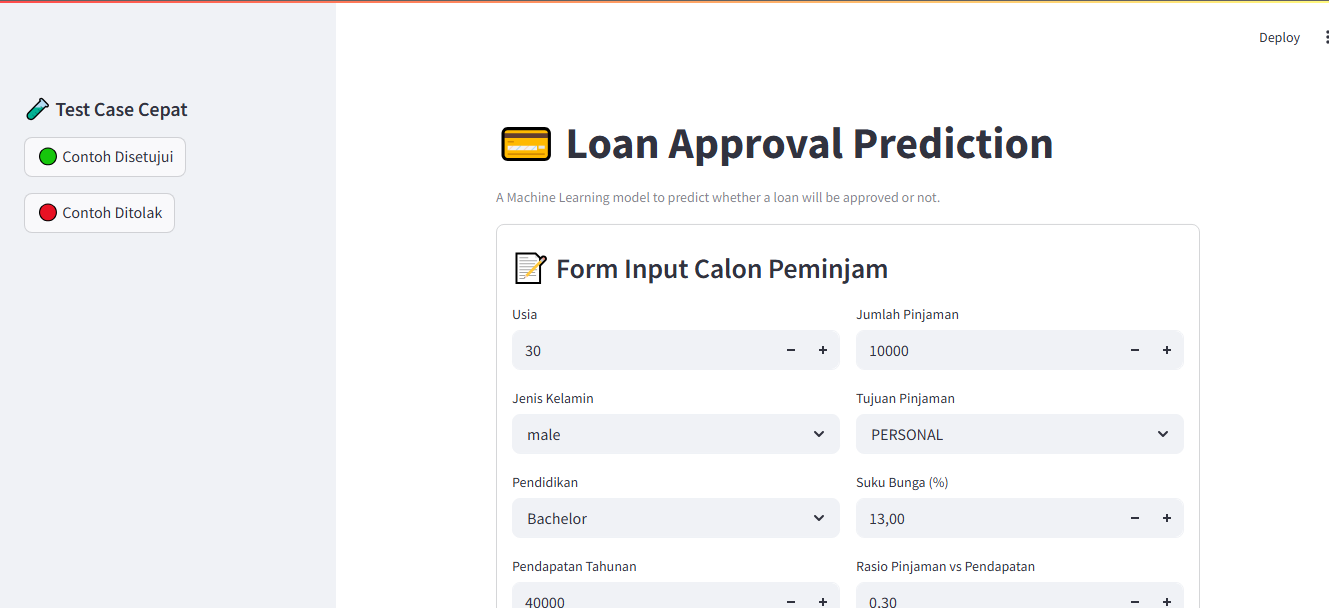 Deploy
Test Case Cepat
Contoh Disetujui
Contoh Ditolak
Loan Approval Prediction
A Machine Learning model to predict whether a loan will be approved or not.
Form Input Calon Peminjam
Usia
30
Jumlah Pinjaman
10000
Jenis Kelamin
male
Tujuan Pinjaman
PERSONAL
Pendidikan
Bachelor
Suku Bunga (%)
13,00
Pendapatan Tahunan
40000
Rasio Pinjaman vs Pendapatan
0,30